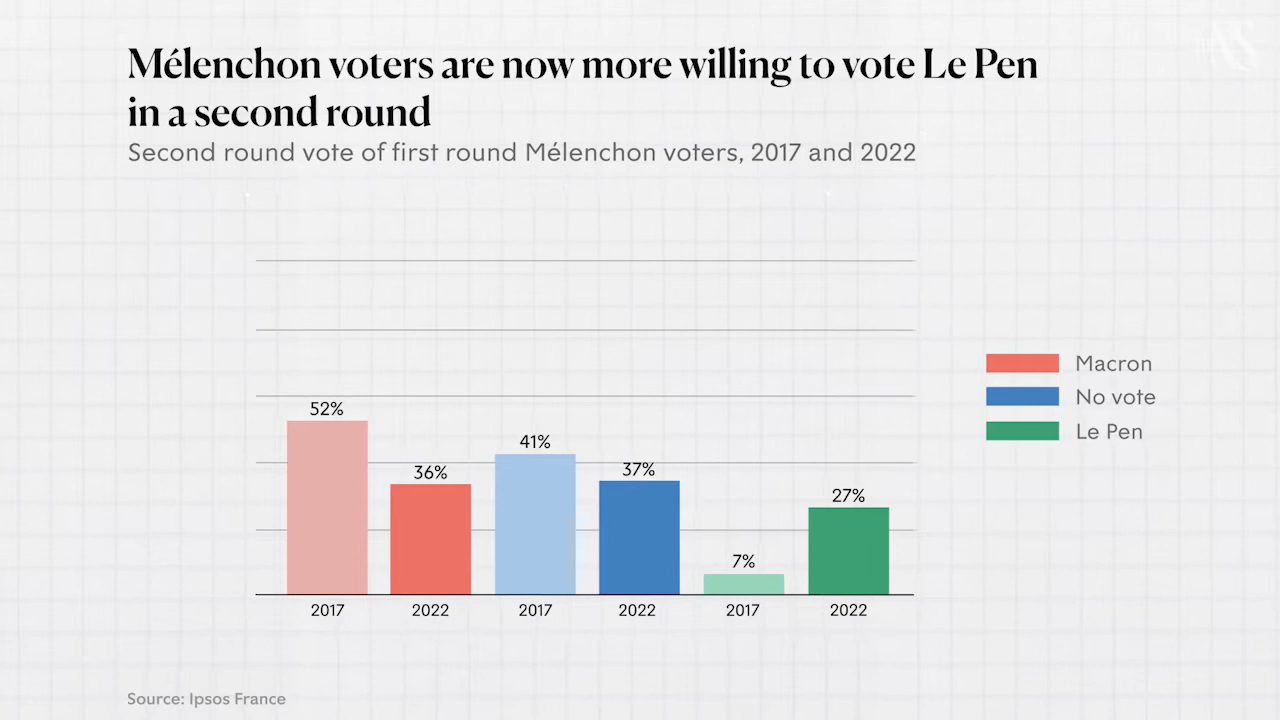 Mélenchon voters are now more willing to vote Le Pen
in a second round
Second round vote of first round Mélenchon voters, 2017 and 2022
Macron
No vote
Le Pen
52%
36%
41%
37%
7%
27%
2017
2022
2017
2022
2017
2022
Source: Ipsos France